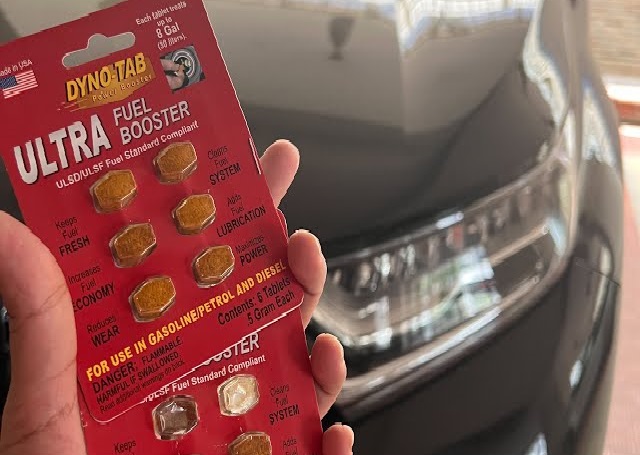 Each tablet treats
up to
8 Gal
(30 liters).
Made in USA
DYNO-TAB
Power Booster
ULTRA FUEL
BOOSTER
ULSD/ULSF Fuel Standard Compliant
Cleans
Fuel
SYSTEM
Keeps
Fuel
FRESH
Adds
Fuel
LUBRICATION
Increases
Fuel
ECONOMY
Maximizes
POWER
Reduces
WEAR
FOR USE IN GASOLINE/PETROL AND DIESEL
Contents: 6 Tablets
5 Gram Each
DANGER: FLAMMABLE
HARMFUL IF SWALLOWED
BOOSTER
ULSD/ULSF Fuel Standard Compliant
Cleans
Fuel
SYSTEM
Keeps
Adds